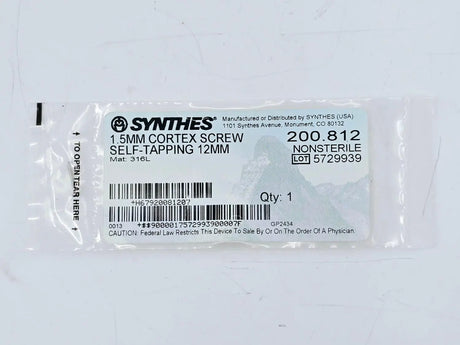 SYNTHES®
Manufactured or Distributed by SYNTHES (USA)
1101 Synthes Avenue, Monument, CO 80132
1.5MM CORTEX SCREW
SELF-TAPPING 12MM
Mat: 316L
200.812
NONSTERILE
LOT 5729939
Qty: 1
+H67920081207
0013
+$$9000017572993900007F
GP2434
CAUTION: Federal Law Restricts This Device To Sale By Or On The Order Of A Physician.
↑ TO OPEN TEAR HERE ↑